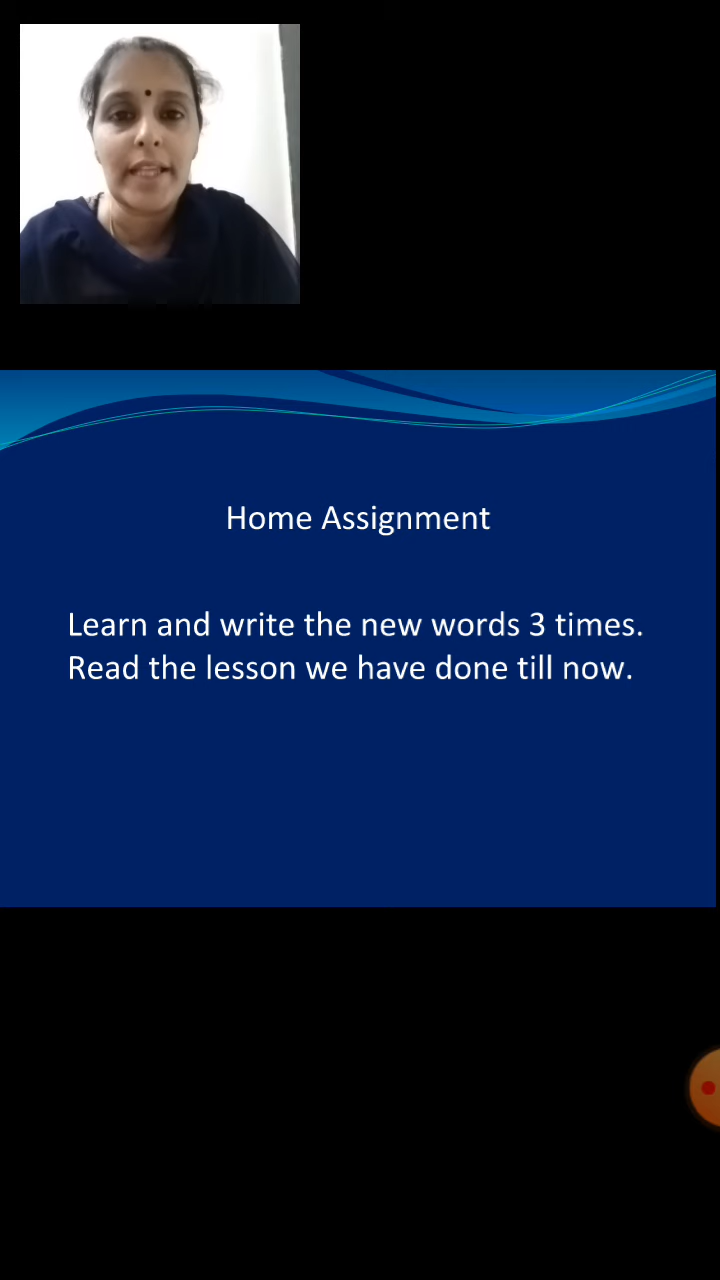 Home Assignment
Learn and write the new words 3 times.
Read the lesson we have done till now.